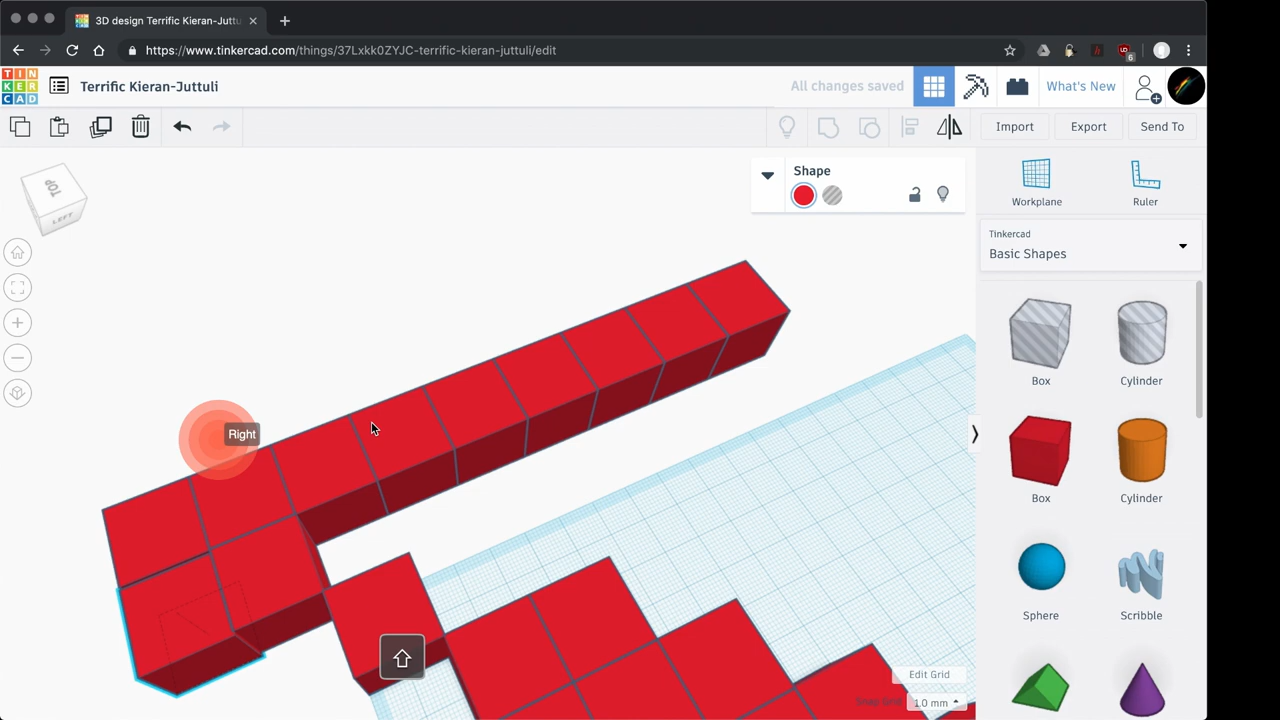 3D design Terrific Kieran-Juttu
https://www.tinkercad.com/things/37Lxkk0ZYJC-terrific-kieran-juttuli/edit
6
TIN
KER
CAD
Terrific Kieran-Juttuli
All changes saved
What's New
Import
Export
Send To
TOP
LEFT
Shape
Workplane
Ruler
Tinkercad
Basic Shapes
Box
Cylinder
Right
Box
Cylinder
Sphere
Scribble
Edit Grid
Snap Grid
1.0 mm